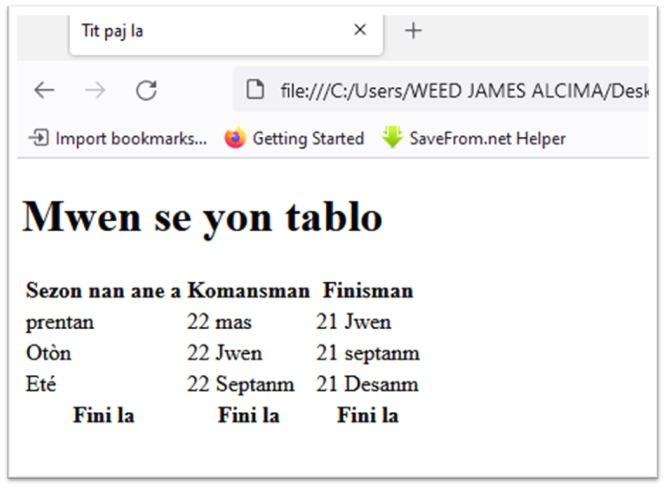 Tit paj la
file:///C:/Users/WEED JAMES ALCIMA/Desk
Import bookmarks... Getting Started SaveFrom.net Helper
Mwen se yon tablo
Sezon nan ane a Komansman Finisman
prentan 22 mas 21 Jwen
Otòn 22 Jwen 21 septanm
Eté 22 Septanm 21 Desanm
Fini la Fini la Fini la